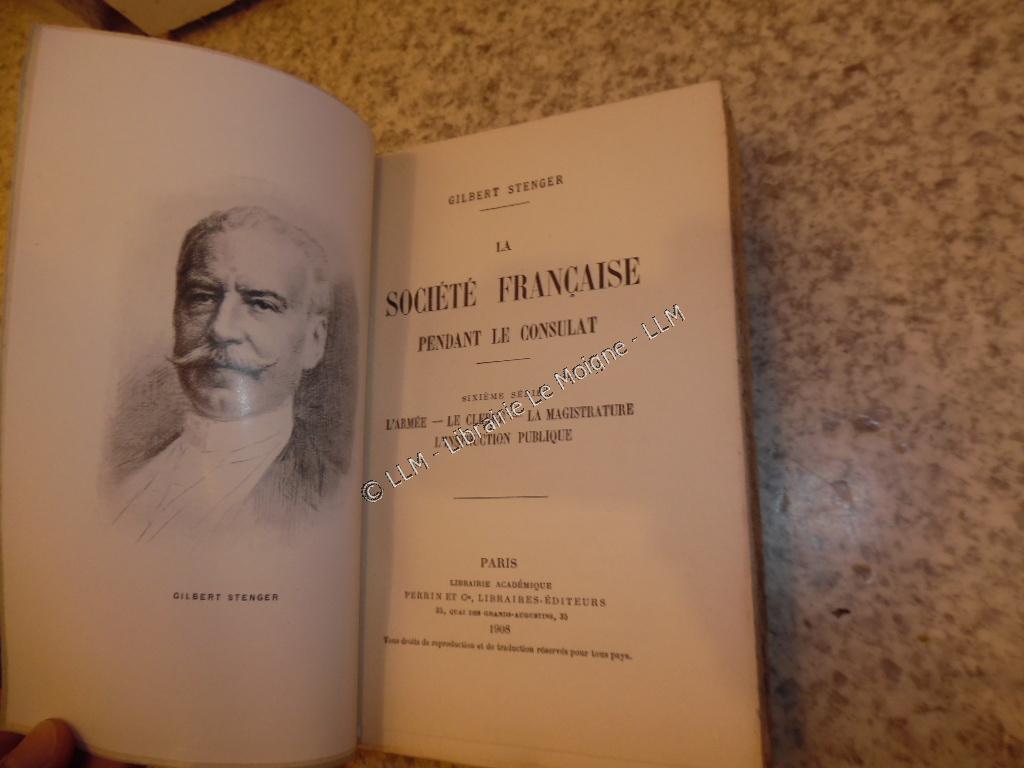 GILBERT STENGER
GILBERT STENGER
LA
SOCIÉTÉ FRANÇAISE
PENDANT LE CONSULAT
SIXIÈME
L'ARMÉE — LE LA MAGISTRATURE
PUBLIQUE
PARIS
LIBRAIRIE ACADÉMIQUE
PERRIN ET Cie, LIBRAIRES-ÉDITEURS
35, QUAI DES GRANDS-AUGUSTINS, 35
1908
Tous droits de reproduction et de traduction réservés pour tous pays.
© LLM - Librairie Le Moigne - LLM